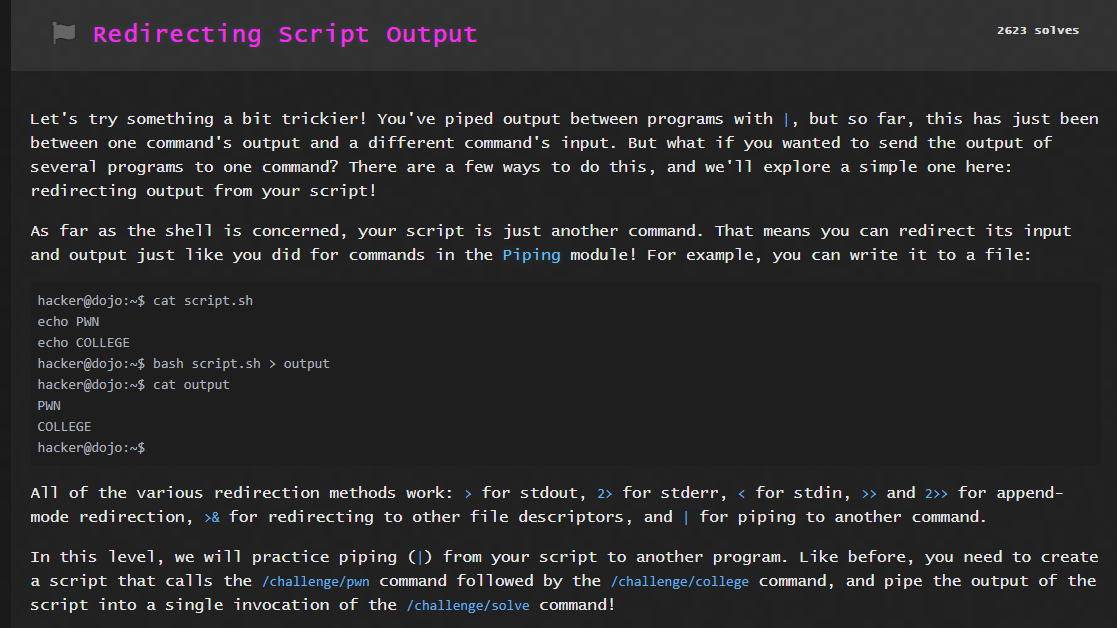 Redirecting Script Output
2623 solves
Let's try something a bit trickier! You've piped output between programs with |, but so far, this has just been
between one command's output and a different command's input. But what if you wanted to send the output of
several programs to one command? There are a few ways to do this, and we'll explore a simple one here:
redirecting output from your script!
As far as the shell is concerned, your script is just another command. That means you can redirect its input
and output just like you did for commands in the Piping module! For example, you can write it to a file:
hacker@dojo:~$ cat script.sh
echo PWN
echo COLLEGE
hacker@dojo:~$ bash script.sh > output
hacker@dojo:~$ cat output
PWN
COLLEGE
hacker@dojo:~$
All of the various redirection methods work: > for stdout, 2> for stderr, < for stdin, >> and 2>> for append-
mode redirection, >& for redirecting to other file descriptors, and | for piping to another command.
In this level, we will practice piping (|) from your script to another program. Like before, you need to create
a script that calls the /challenge/pwn command followed by the /challenge/college command, and pipe the output of the
script into a single invocation of the /challenge/solve command!